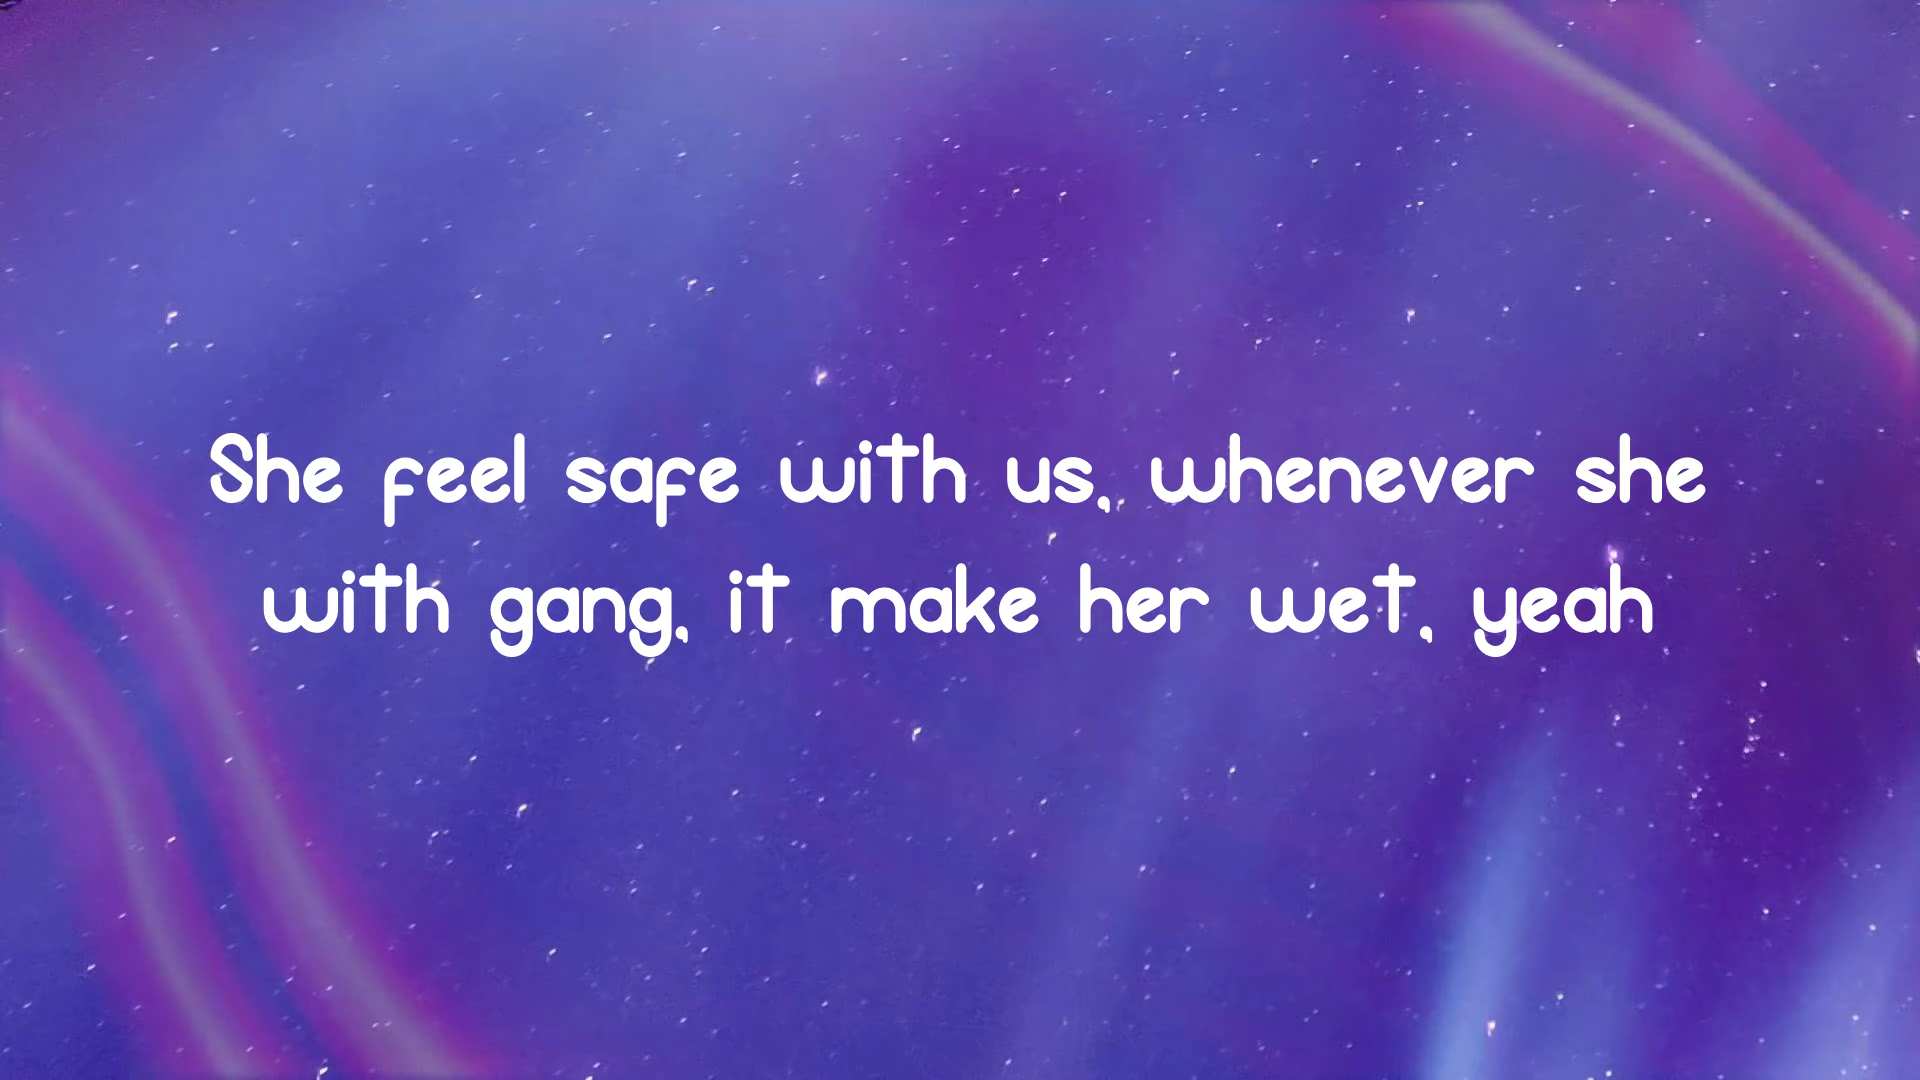 She feel safe with us, whenever she
with gang, it make her wet, yeah